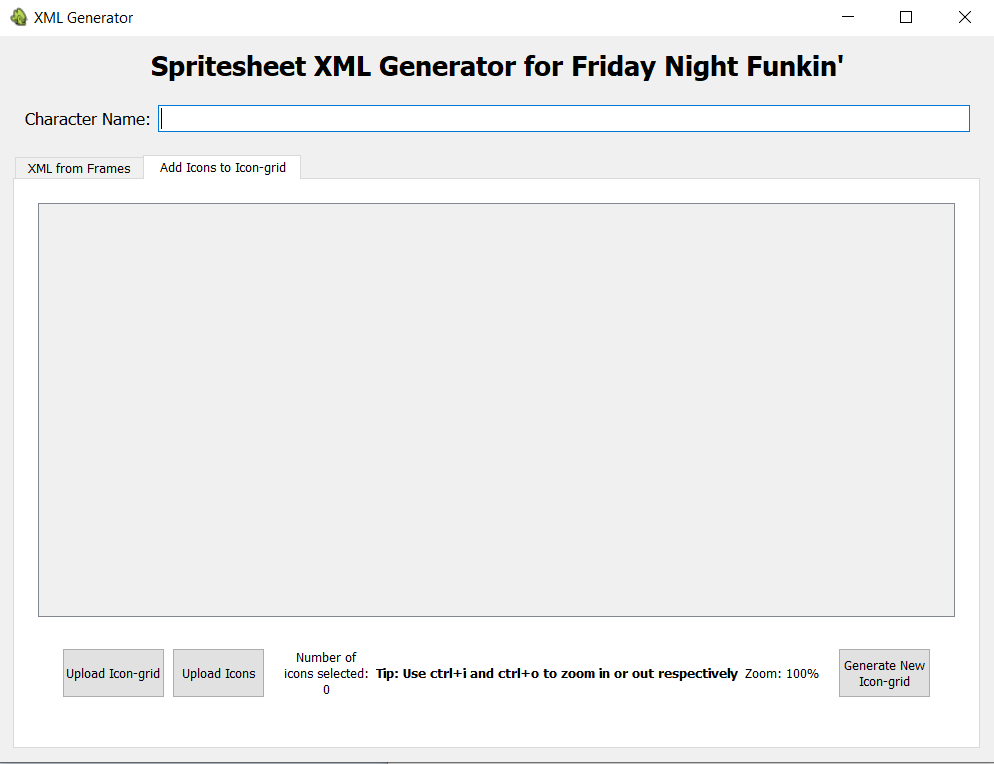 XML Generator
Spritesheet XML Generator for Friday Night Funkin'
Character Name:
XML from Frames
Add Icons to Icon-grid
Upload Icon-grid
Upload Icons
Number of
icons selected:
0
Tip: Use ctrl+i and ctrl+o to zoom in or out respectively
Zoom: 100%
Generate New
Icon-grid